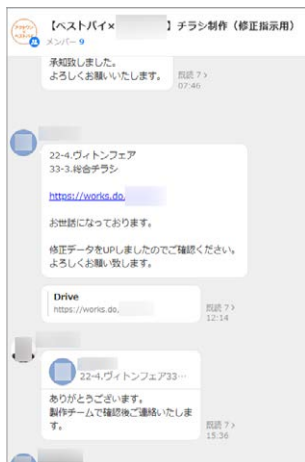 【ベストバイ× 】チラシ制作（修正指示用）
メンバー 9
承知致しました。
よろしくお願いいたします。
既読 7
07:46
22-4.ヴィトンフェア
33-3.総合チラシ
https://works.do.
お世話になっております。
修正データをUPしましたのでご確認ください。
よろしくお願い致します。
Drive
https://works.do.
既読 7
12:14
22-4.ヴィトンフェア33…
ありがとうございます。
製作チームで確認後ご連絡いたしま
す。
既読 7
15:36